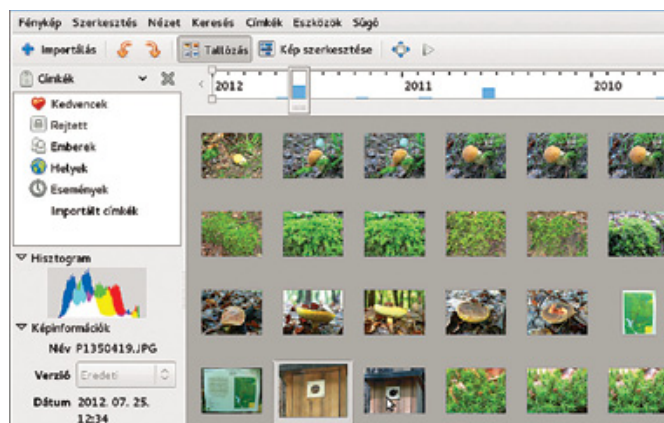 Fénykép Szerkesztés Nézet Keresés Címkék Eszközök Súgó
Importálás Tallózás Kép szerkesztése
Címkék
2012 2011 2010
Kedvencek
Rejtett
Emberek
Helyek
Események
Importált címkék
Hisztogram
Képinformációk
Név P1350419.JPG
Verzió Eredeti
Dátum 2012. 07. 25.
12:34